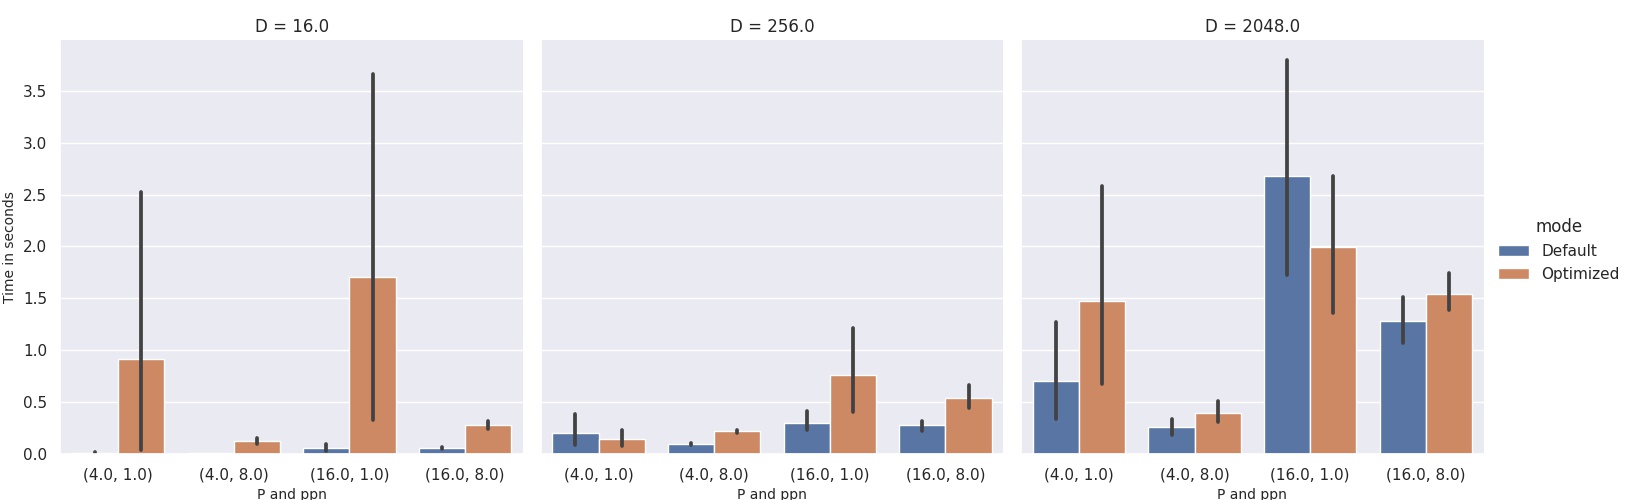 D = 16.0
D = 256.0
D = 2048.0
Time in seconds
3.5
3.0
2.5
2.0
1.5
1.0
0.5
0.0
(4.0, 1.0)
(4.0, 8.0)
(16.0, 1.0)
(16.0, 8.0)
P and ppn
(4.0, 1.0)
(4.0, 8.0)
(16.0, 1.0)
(16.0, 8.0)
P and ppn
(4.0, 1.0)
(4.0, 8.0)
(16.0, 1.0)
(16.0, 8.0)
P and ppn
mode
Default
Optimized